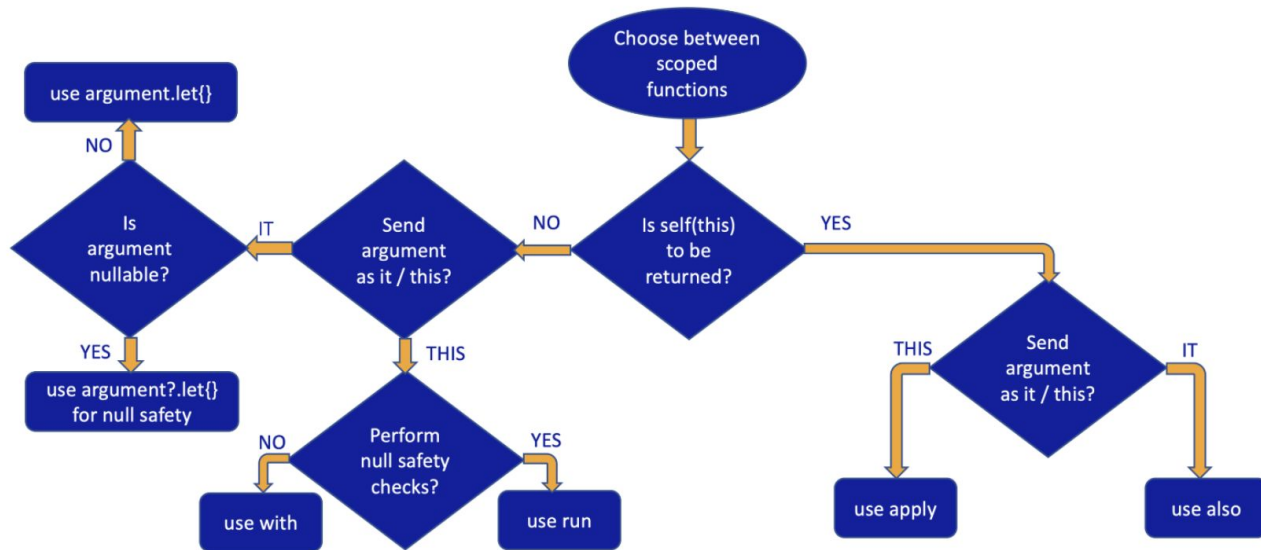 Choose between
scoped
functions
use argument.let{}
NO
Is
argument
nullable?
IT
Send
argument
as it / this?
NO
Is self(this)
to be
returned?
YES
YES
THIS
use argument?.let{}
for null safety
NO
Perform
null safety
checks?
YES
use with
use run
THIS
Send
argument
as it / this?
IT
use apply
use also